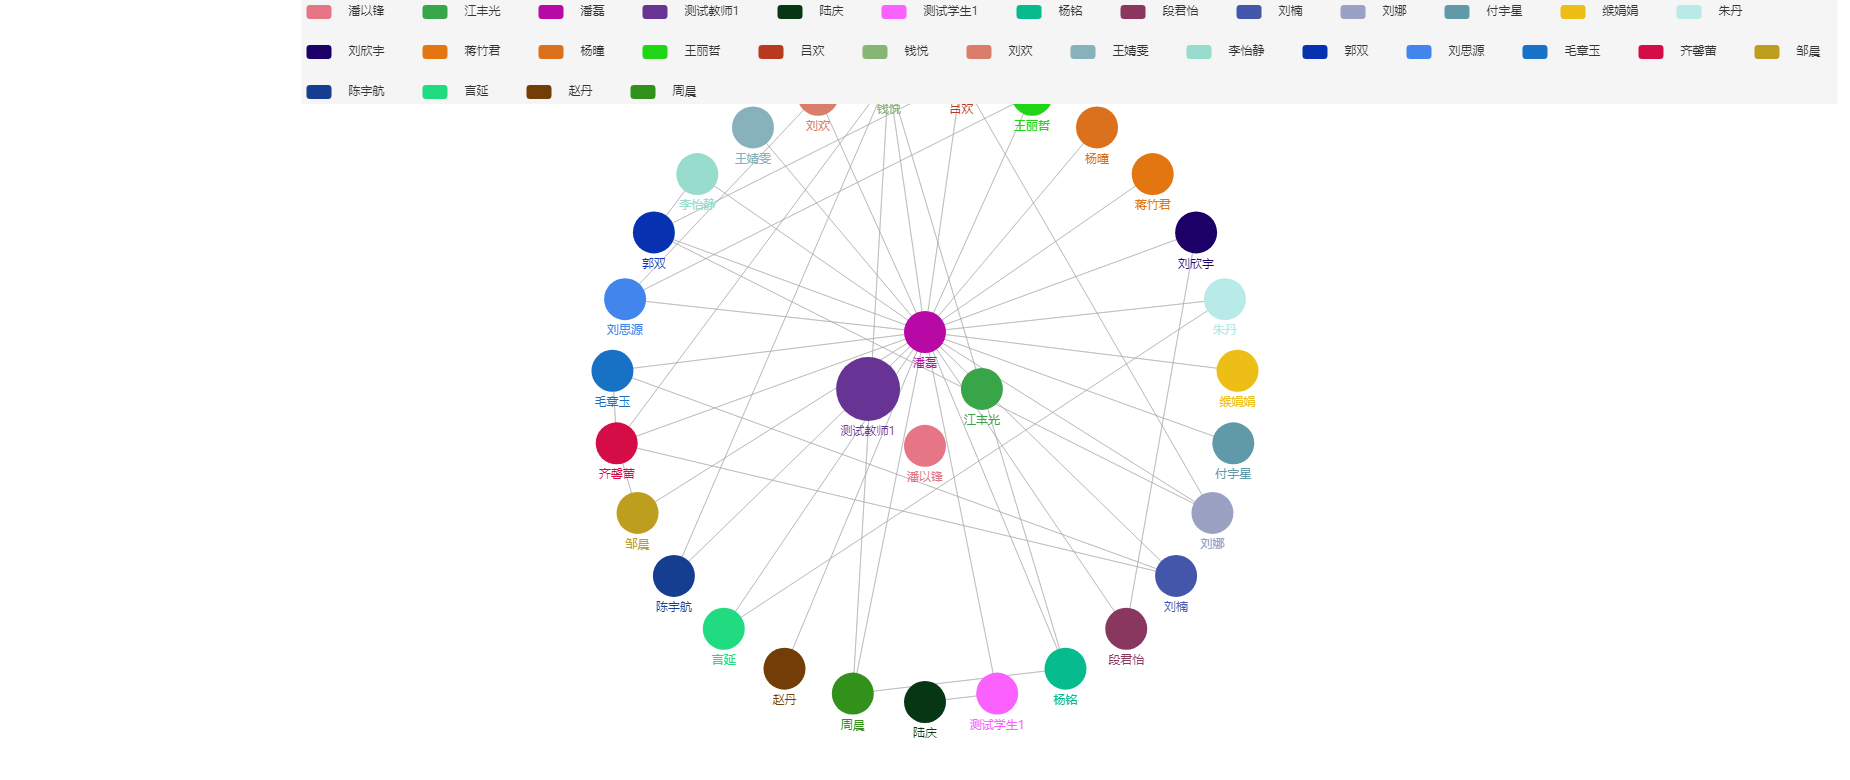 潘以锋 江丰光 潘磊 测试教师1 陆庆 测试学生1 杨铭 段君怡 刘楠 刘娜 付宇星 缑娟娟 朱丹
刘欣宇 蒋竹君 杨曈 王丽哲 吕欢 钱悦 刘欢 王婧雯 李怡静 郭双 刘思源 毛章玉 齐馨苗 邹晨
陈宇航 言延 赵丹 周晨
钱悦 吕欢
刘欢 王丽哲
王婧雯 杨曈
李怡静 蒋竹君
郭双 刘欣宇
刘思源 朱丹
潘磊
毛章玉 缑娟娟
江丰光
测试教师1
齐馨苗 潘以锋 付宇星
邹晨 刘娜
陈宇航 刘楠
言延 段君怡
赵丹 杨铭
周晨 测试学生1
陆庆